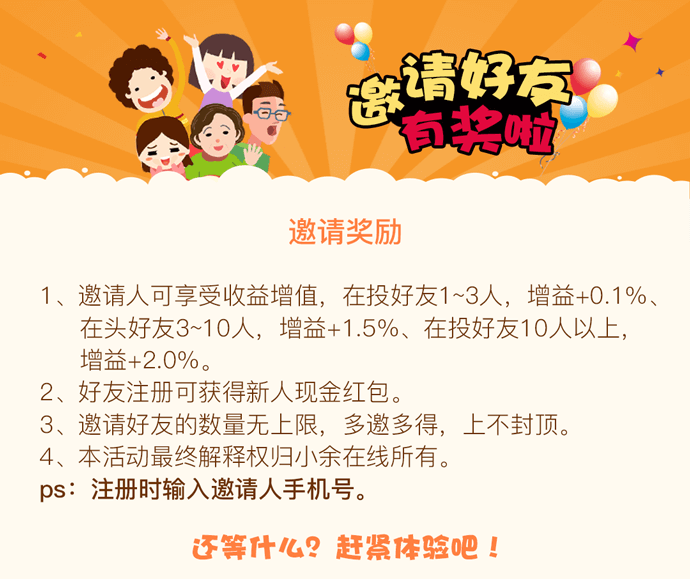 邀请好友
有奖啦
邀请奖励
1、邀请人可享受收益增值，在投好友1~3人，增益+0.1%、
在头好友3~10人，增益+1.5%、在投好友10人以上，
增益+2.0%。
2、好友注册可获得新人现金红包。
3、邀请好友的数量无上限，多邀多得，上不封顶。
4、本活动最终解释权归小余在线所有。
ps：注册时输入邀请人手机号。
还等什么？赶紧体验吧！